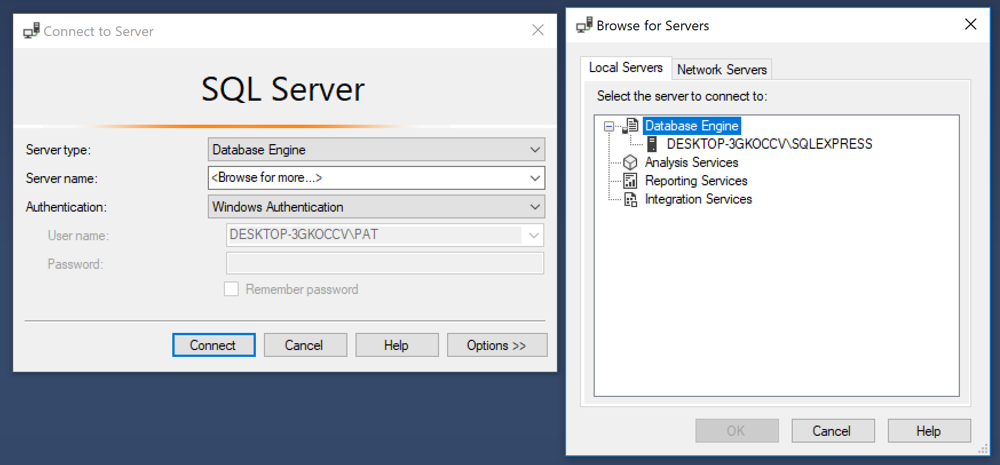 Connect to Server
SQL Server
Server type:
Database Engine
Server name:
<Browse for more...>
Authentication:
Windows Authentication
User name:
DESKTOP-3GKOCCV\PAT
Password:
Remember password
Connect
Cancel
Help
Options >>
Browse for Servers
Local Servers
Network Servers
Select the server to connect to:
Database Engine
DESKTOP-3GKOCCV\SQLEXPRESS
Analysis Services
Reporting Services
Integration Services
OK
Cancel
Help